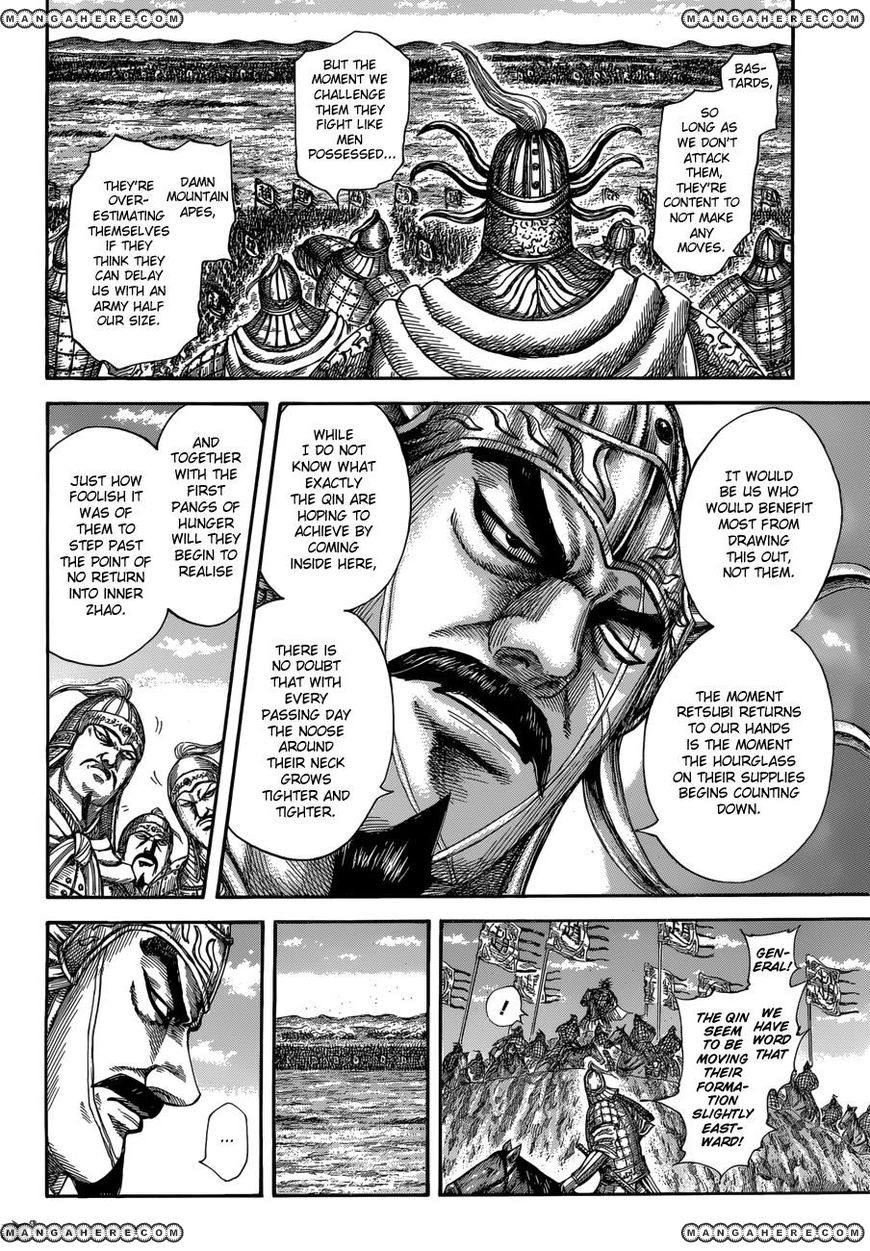 MANGAHERE.COM
MANGAHERE.COM
BAS-
TARDS,
SO
LONG AS
WE DON'T
ATTACK
THEM,
THEY'RE
CONTENT TO
NOT MAKE
ANY
MOVES.
BUT THE
MOMENT WE
CHALLENGE
THEM THEY
FIGHT LIKE
MEN
POSSESSED...
DAMN
MOUNTAIN
APES,
THEY'RE
OVER-
ESTIMATING
THEMSELVES
IF THEY
THINK THEY
CAN DELAY
US WITH AN
ARMY HALF
OUR SIZE.
IT WOULD
BE US WHO
WOULD BENEFIT
MOST FROM
DRAWING
THIS OUT,
NOT THEM.
THE MOMENT
RETSUBI RETURNS
TO OUR HANDS
IS THE MOMENT
THE HOURGLASS
ON THEIR SUPPLIES
BEGINS COUNTING
DOWN.
WHILE
I DO NOT
KNOW WHAT
EXACTLY
THE QIN ARE
HOPING TO
ACHIEVE BY
COMING
INSIDE HERE,
THERE IS
NO DOUBT
THAT WITH
EVERY
PASSING DAY
THE NOOSE
AROUND
THEIR NECK
GROWS
TIGHTER AND
TIGHTER.
AND
TOGETHER
WITH THE
FIRST
PANGS OF
HUNGER
WILL THEY
BEGIN TO
REALISE
JUST HOW
FOOLISH IT
WAS OF
THEM TO
STEP PAST
THE POINT OF
NO RETURN
INTO INNER
ZHAO.
GEN-
ERAL!
WE
HAVE
WORD
THAT
THE QIN
SEEM
TO BE
MOVING
THEIR
FORMA-
TION
SLIGHTLY
EAST-
WARD!
!
...
MANGAHERE.COM
MANGAHERE.COM